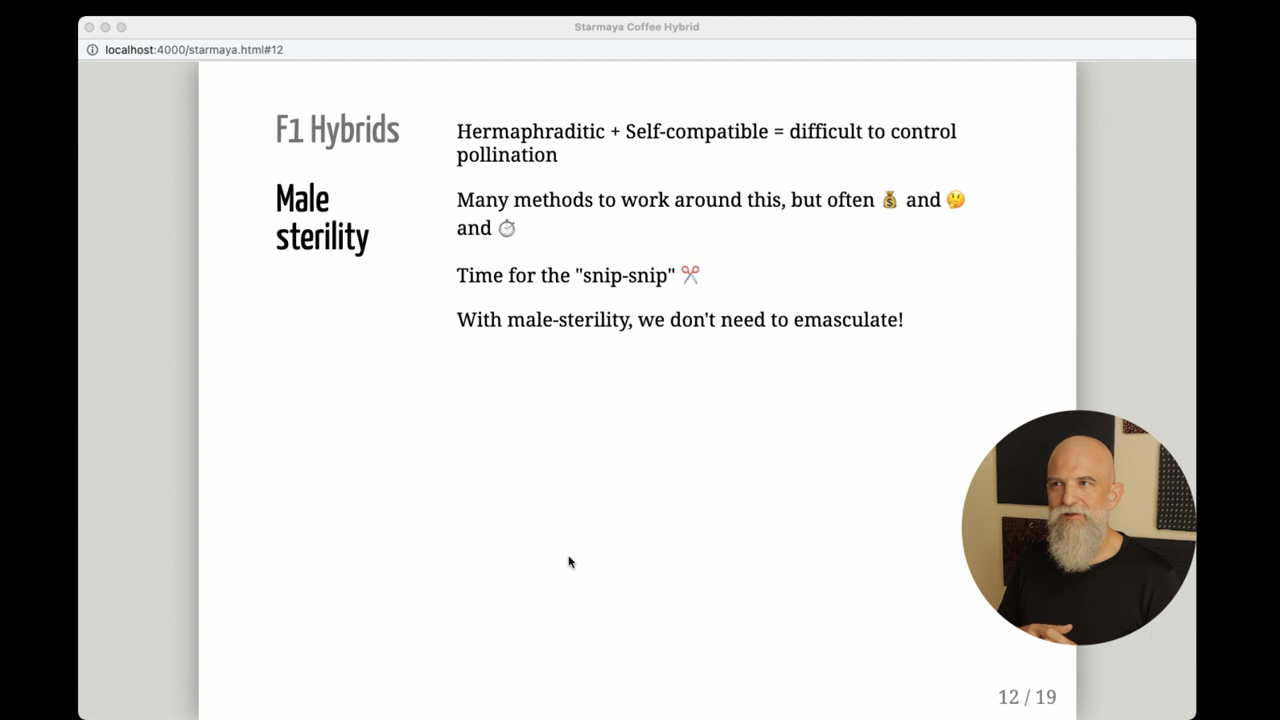 Starmaya Coffee Hybrid
localhost:4000/starmaya.html#12
F1 Hybrids
Male
sterility
Hermaphraditic + Self-compatible = difficult to control
pollination
Many methods to work around this, but often 💰 and 🤔
and ⏱
Time for the "snip-snip" ✂️
With male-sterility, we don't need to emasculate!
12 / 19